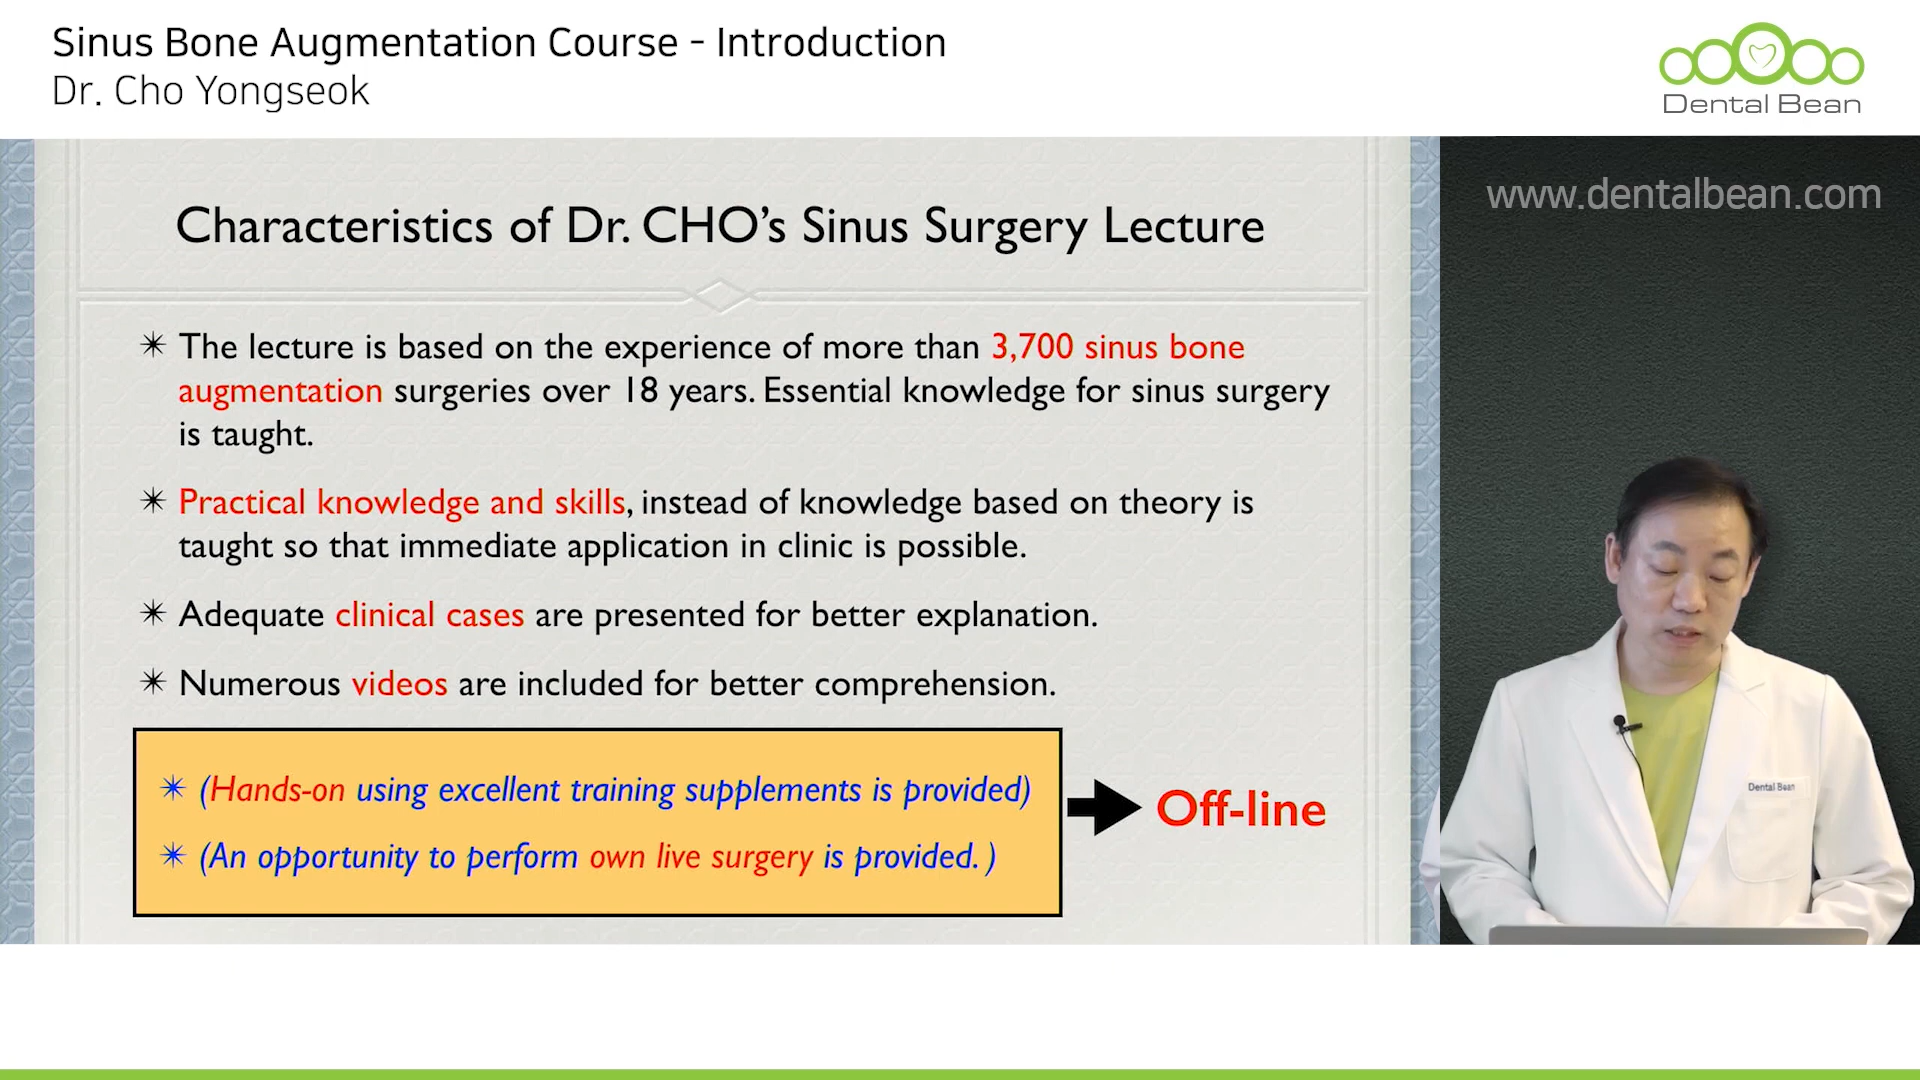 Sinus Bone Augmentation Course - Introduction
Dr. Cho Yongseok
Dental Bean
www.dentalbean.com
Characteristics of Dr. CHO's Sinus Surgery Lecture
✴ The lecture is based on the experience of more than 3,700 sinus bone
augmentation surgeries over 18 years. Essential knowledge for sinus surgery
is taught.
✴ Practical knowledge and skills, instead of knowledge based on theory is
taught so that immediate application in clinic is possible.
✴ Adequate clinical cases are presented for better explanation.
✴ Numerous videos are included for better comprehension.
✴ (Hands-on using excellent training supplements is provided)
✴ (An opportunity to perform own live surgery is provided. )
Off-line
Dental Bean